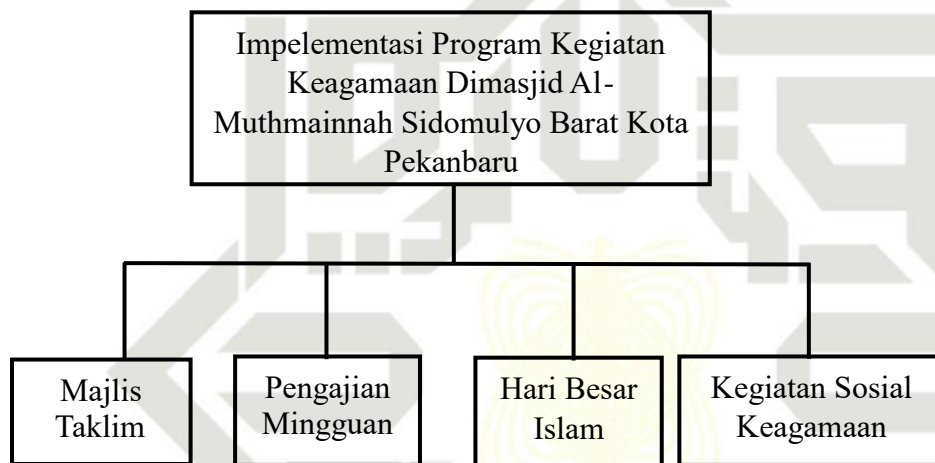 Impelementasi Program Kegiatan
Keagamaan Dimasjid Al-
Muthmainnah Sidomulyo Barat Kota
Pekanbaru
Majlis
Taklim
Pengajian
Mingguan
Hari Besar
Islam
Kegiatan Sosial
Keagamaan